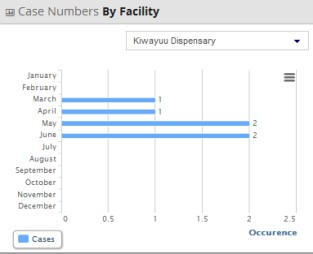 Case Numbers By Facility
Kiwayuu Dispensary
January
February
March 1
April 1
May 2
June 2
July
August
September
October
November
December
0 0.5 1 1.5 2 2.5
Occurence
Cases